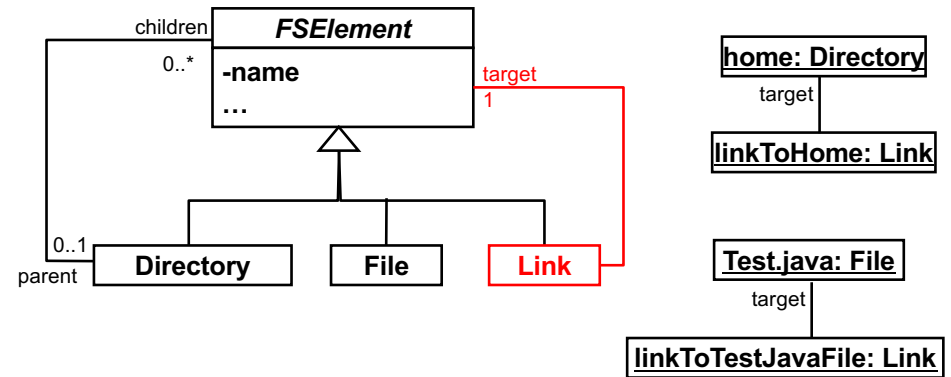 children
0..*
FSElement
-name
…
target
1
0..1
parent
Directory
File
Link
home: Directory
target
linkToHome: Link
Test.java: File
target
linkToTestJavaFile: Link